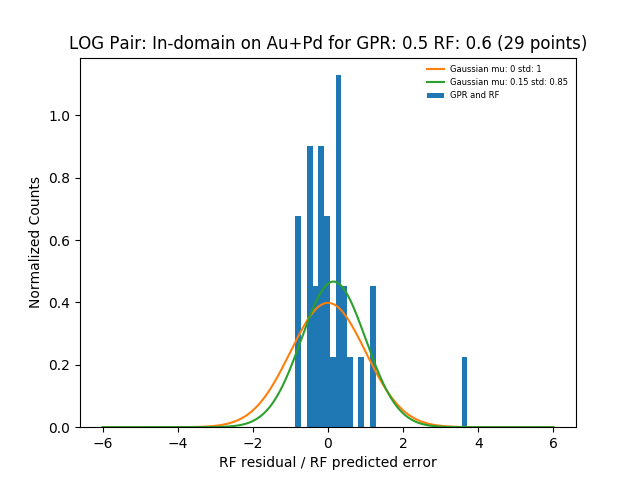 LOG Pair: In-domain on Au+Pd for GPR: 0.5 RF: 0.6 (29 points)
Gaussian mu: 0 std: 1
Gaussian mu: 0.15 std: 0.85
GPR and RF
Normalized Counts
1.0
0.8
0.6
0.4
0.2
0.0
−6 −4 −2 0 2 4 6
RF residual / RF predicted error